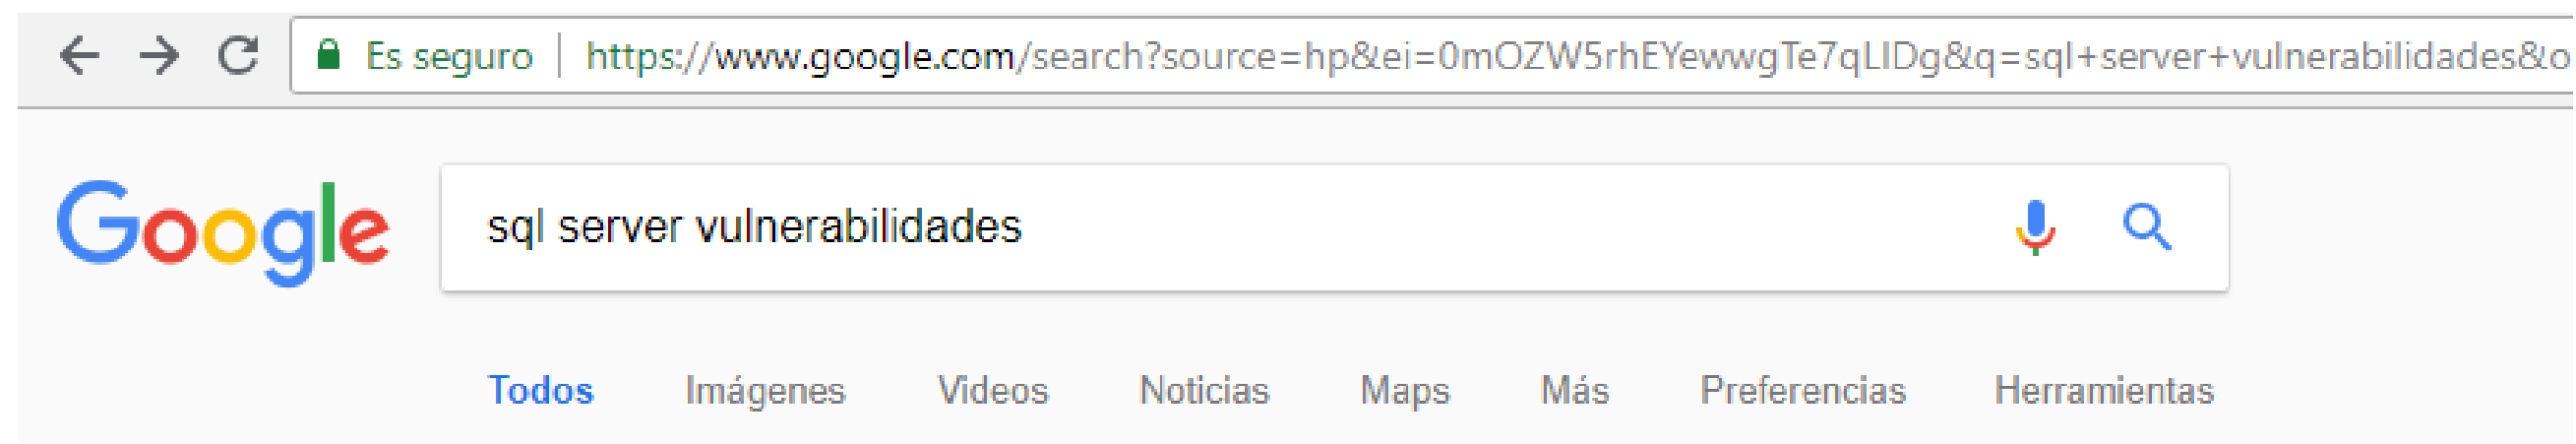 Es seguro | https://www.google.com/search?source=hp&ei=0mOZW5rhEYewwgTe7qLIDg&q=sql+server+vulnerabilidades&o
Google sql server vulnerabilidades
Todos Imágenes Videos Noticias Maps Más Preferencias Herramientas